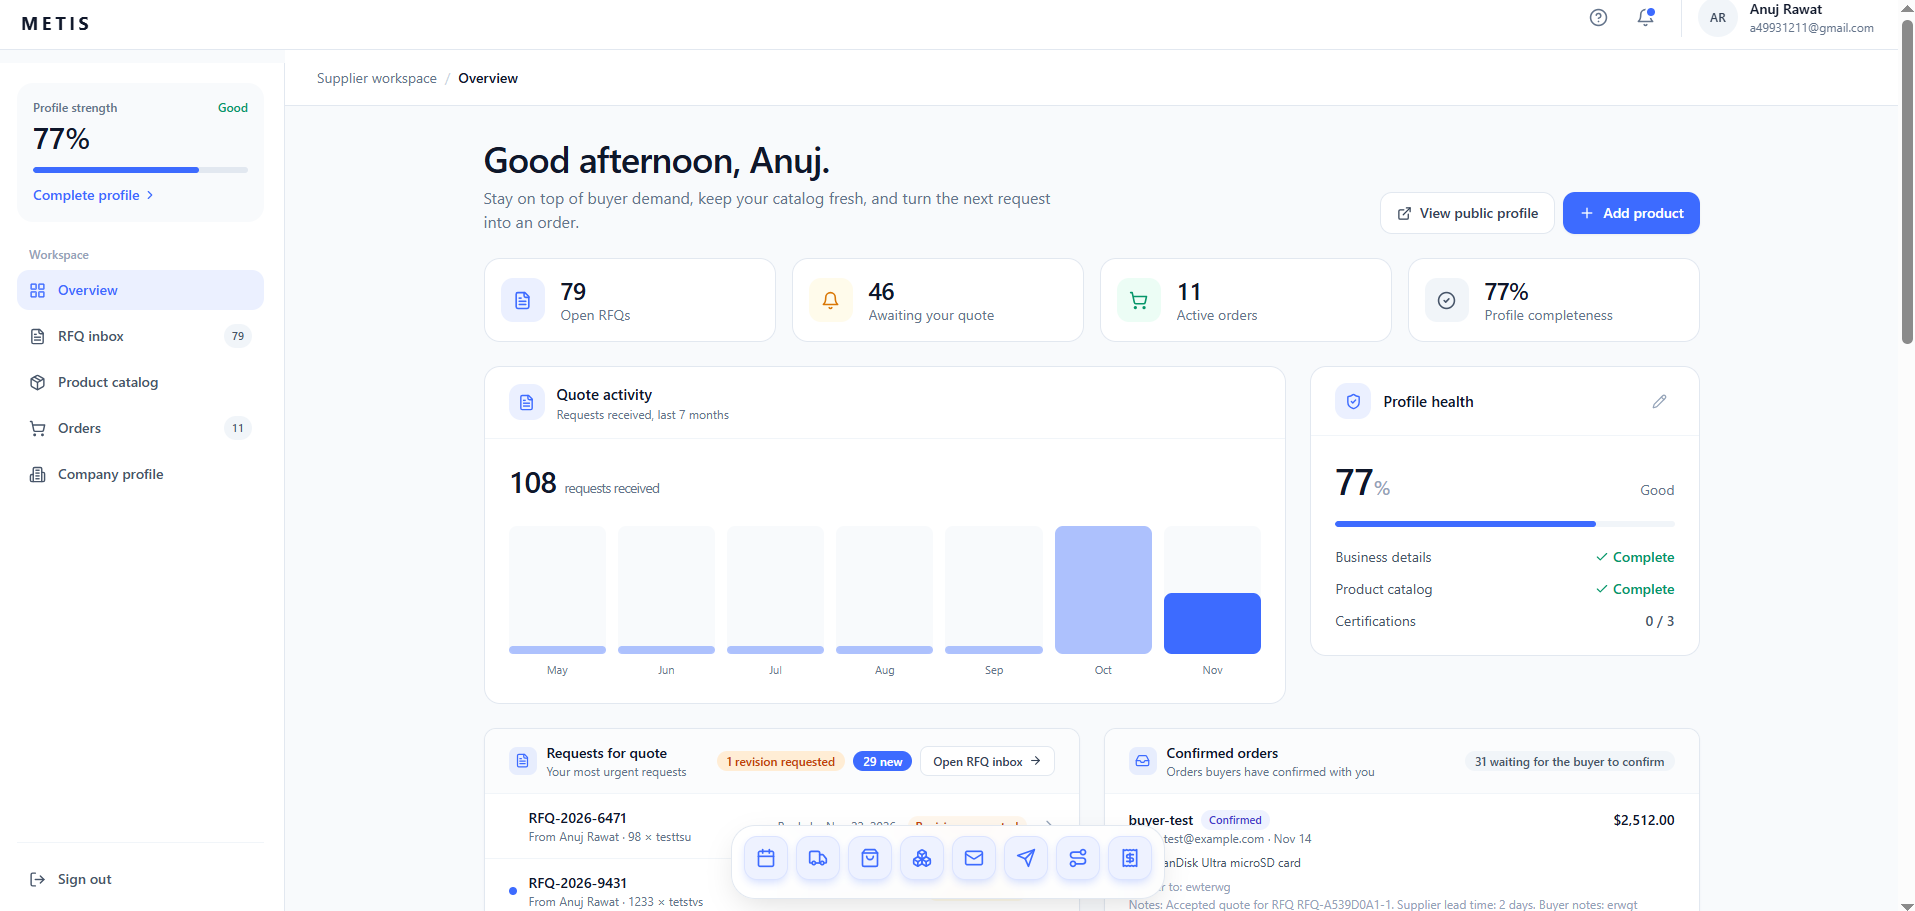 METIS
AR
Anuj Rawat
a49931211@gmail.com
Supplier workspace / Overview
Profile strength
Good
77%
Complete profile
Workspace
Overview
RFQ inbox
79
Product catalog
Orders
11
Company profile
Sign out
Good afternoon, Anuj.
Stay on top of buyer demand, keep your catalog fresh, and turn the next request
into an order.
View public profile
Add product
79
Open RFQs
46
Awaiting your quote
11
Active orders
77%
Profile completeness
Quote activity
Requests received, last 7 months
108 requests received
May
Jun
Jul
Aug
Sep
Oct
Nov
Profile health
77%
Good
Business details
Complete
Product catalog
Complete
Certifications
0 / 3
Requests for quote
Your most urgent requests
1 revision requested
29 new
Open RFQ inbox
RFQ-2026-6471
From Anuj Rawat · 98 × testtsu
RFQ-2026-9431
From Anuj Rawat · 1233 × tetstvs
Confirmed orders
Orders buyers have confirmed with you
31 waiting for the buyer to confirm
buyer-test
Confirmed
$2,512.00
test@example.com · Nov 14
Ultra microSD card
to: ewterwg
Notes: Accepted quote for RFQ RFQ-A539D0A1-1. Supplier lead time: 2 days. Buyer notes: erwqt